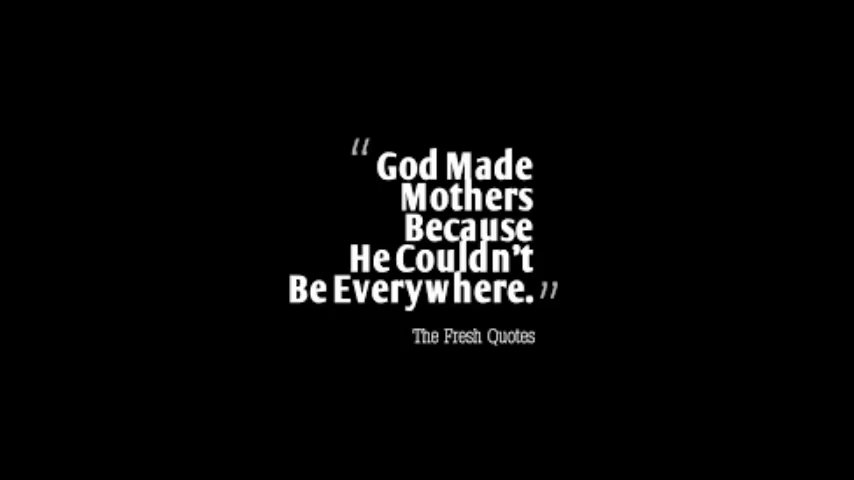 “God Made
Mothers
Because
He Couldn't
Be Everywhere.”
The Fresh Quotes